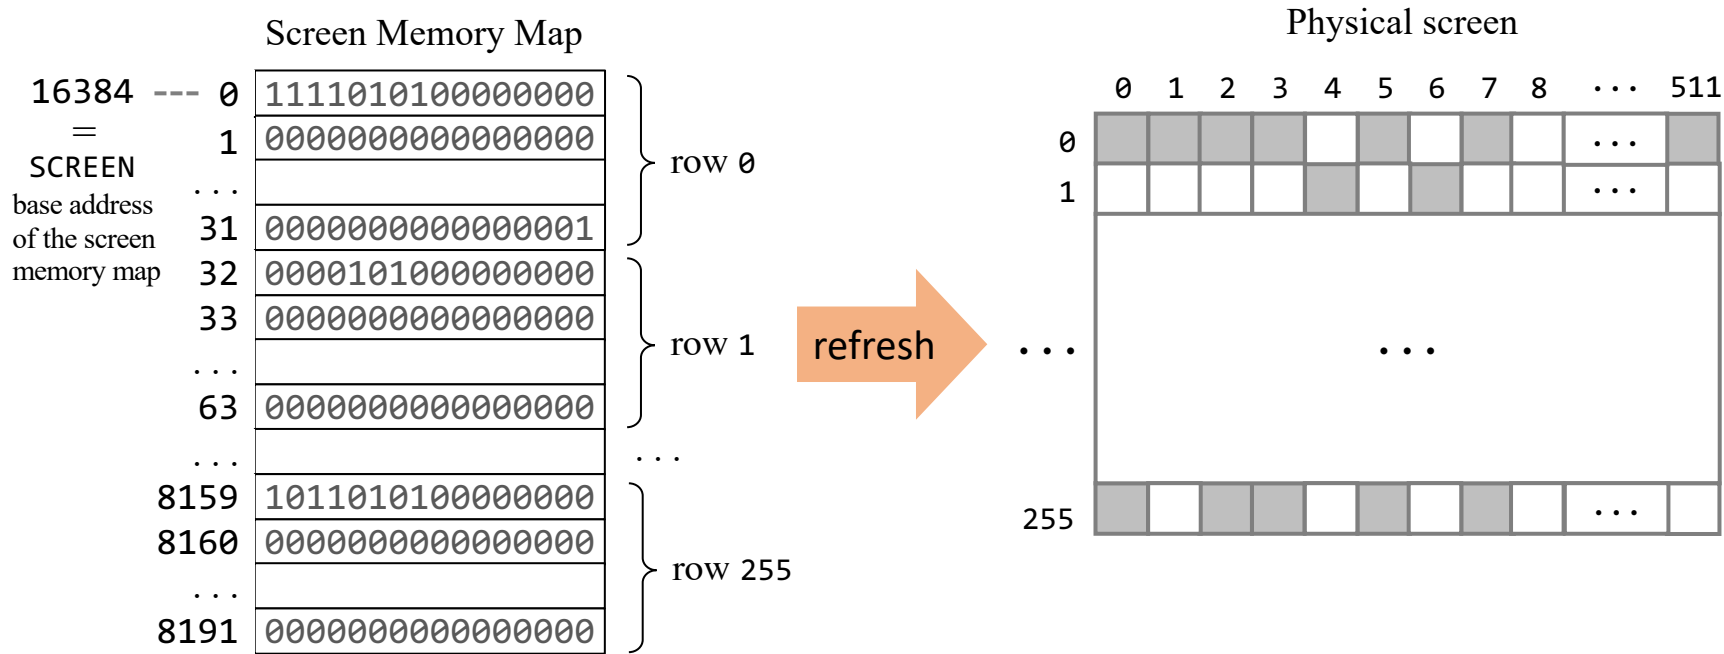 Screen Memory Map
16384 --- 0 1111010100000000
= 1 0000000000000000
SCREEN
...
base address
of the screen
memory map
31 0000000000000001
row 0
32 0000101000000000
33 0000000000000000
...
63 0000000000000000
row 1
...
...
8159 1011010100000000
8160 0000000000000000
...
8191 0000000000000000
row 255
refresh
Physical screen
0 1 2 3 4 5 6 7 8 ... 511
0 ...
1 ...
... ...
255 ...